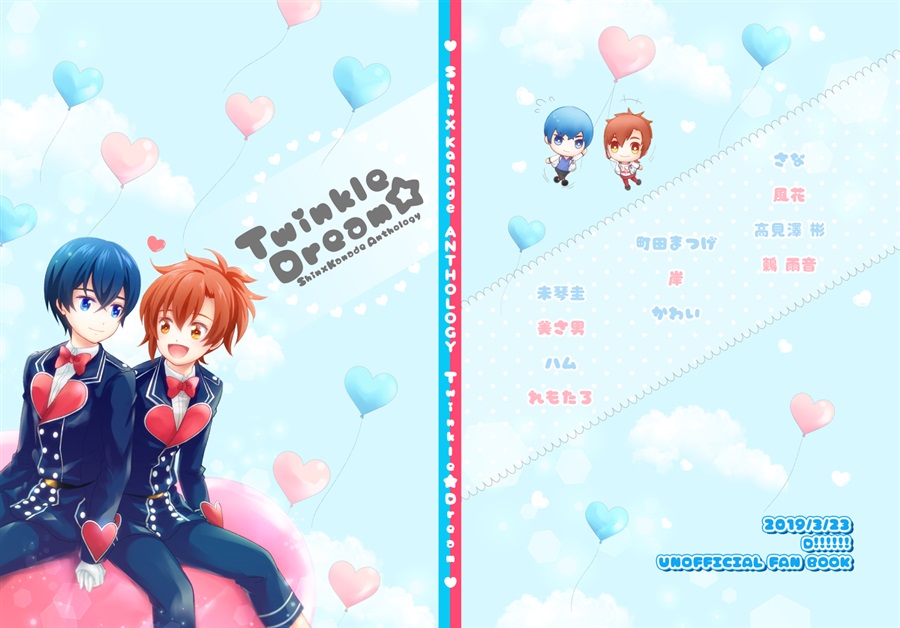 Twinkle
Dream☆
Shin×Kanade Anthology
♥ Shin×Kanade ANTHOLOGY Twinkle★Dream ♥
さな
風花
高見澤 彬
鶴 雨音
町田まつげ
岸
かわい
未琴圭
美さ男
ハム
れもたろ
2019/3/23
D!!!!!!
UNOFFICIAL FAN BOOK